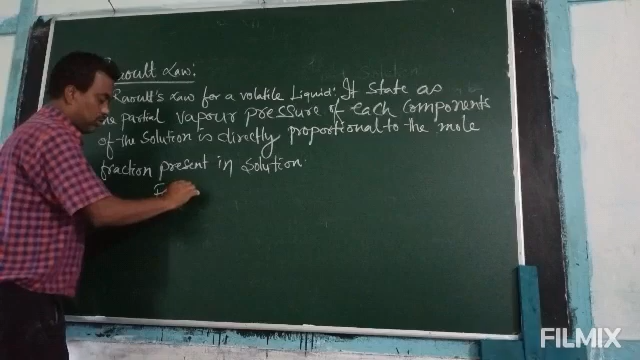 Raoult Law:
Raoult's Law for a volatile Liquid: It state as
the partial vapour pressure of each components
of the solution is directly proportional to the mole
fraction present in solution.
FILMIX